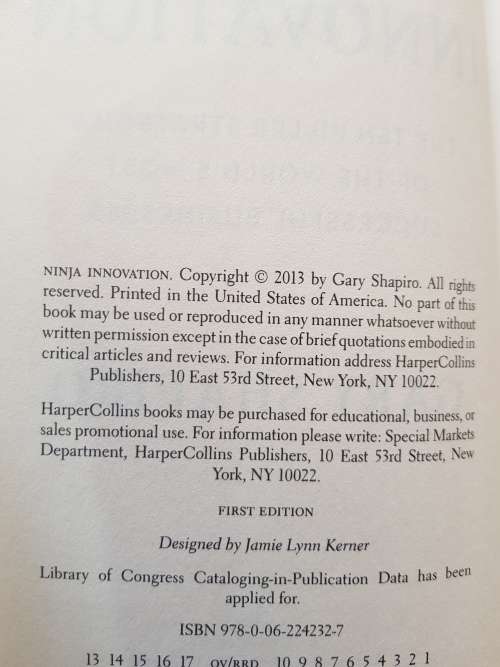 NINJA INNOVATION. Copyright © 2013 by Gary Shapiro. All rights
reserved. Printed in the United States of America. No part of this
book may be used or reproduced in any manner whatsoever without
written permission except in the case of brief quotations embodied in
critical articles and reviews. For information address HarperCollins
Publishers, 10 East 53rd Street, New York, NY 10022.
HarperCollins books may be purchased for educational, business, or
sales promotional use. For information please write: Special Markets
Department, HarperCollins Publishers, 10 East 53rd Street, New
York, NY 10022.
FIRST EDITION
Designed by Jamie Lynn Kerner
Library of Congress Cataloging-in-Publication Data has been
applied for.
ISBN 978-0-06-224232-7
13 14 15 16 17 OV/RRD 10 9 8 7 6 5 4 3 2 1